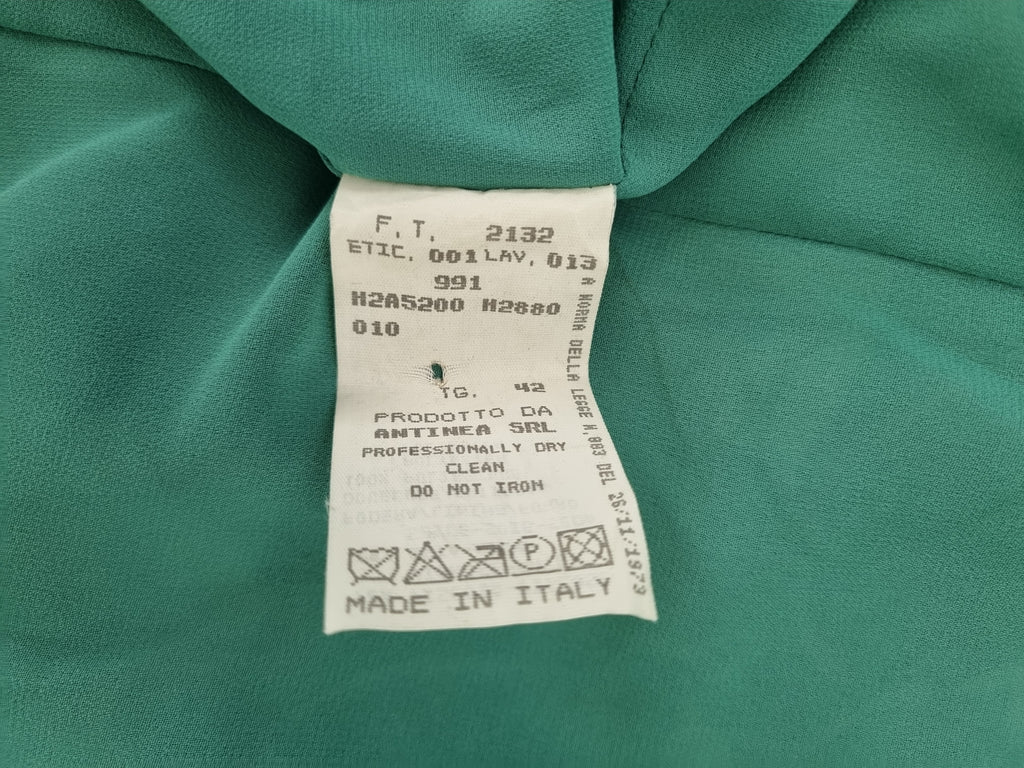 F.T. 2132
ETIC. 001 LAV. 013
991
H2A5200 H2880
010
TG. 42
PRODOTTO DA
ANTINEA SRL
PROFESSIONALLY DRY
CLEAN
DO NOT IRON
P
MADE IN ITALY
A NORMA DELLA LEGGE N.883 DEL 26/11/1973